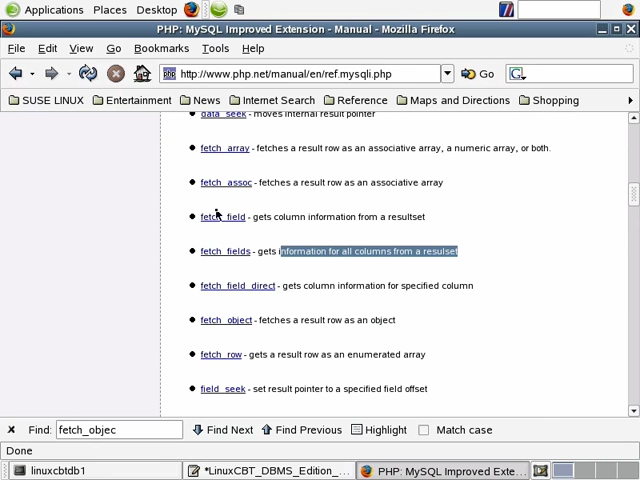 Applications Places Desktop
PHP: MySQL Improved Extension - Manual - Mozilla Firefox
File Edit View Go Bookmarks Tools Help
http://www.php.net/manual/en/ref.mysqli.php Go
SUSE LINUX Entertainment News Internet Search Reference Maps and Directions Shopping
data_seek - moves internal result pointer
fetch_array - fetches a result row as an associative array, a numeric array, or both.
fetch_assoc - fetches a result row as an associative array
fetch_field - gets column information from a resultset
fetch_fields - gets information for all columns from a resulset
fetch_field_direct - gets column information for specified column
fetch_object - fetches a result row as an object
fetch_row - gets a result row as an enumerated array
field_seek - set result pointer to a specified field offset
Find: fetch_objec Find Next Find Previous Highlight Match case
Done
linuxcbtdb1 *LinuxCBT_DBMS_Edition_... PHP: MySQL Improved Exte...